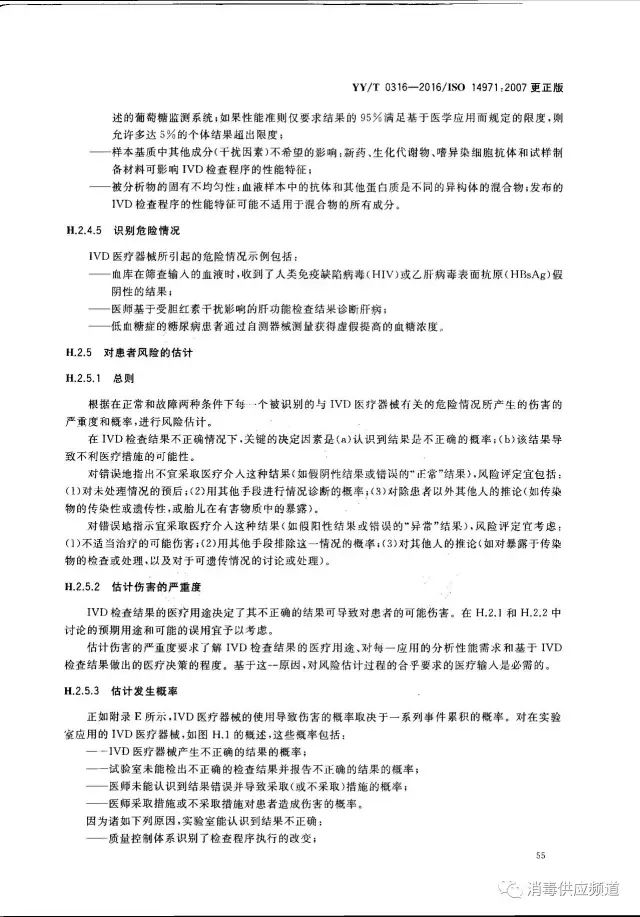 YY/T 0316—2016/ISO 14971:2007 更正版
述的葡萄糖监测系统;如果性能准则仅要求结果的 95%满足基于医学应用而规定的限度,则
允许多达 5%的个体结果超出限度;
——样本基质中其他成分(干扰因素)不希望的影响:新药、生化代谢物、嗜异染细胞抗体和试样制
备材料可影响 IVD 检查程序的性能特征;
——被分析物的固有不均匀性:血液样本中的抗体和其他蛋白质是不同的异构体的混合物;发布的
IVD 检查程序的性能特征可能不适用于混合物的所有成分。
H.2.4.5 识别危险情况
IVD 医疗器械所引起的危险情况示例包括:
——血库在筛查输入的血液时,收到了人类免疫缺陷病毒(HIV)或乙肝病毒表面抗原(HBsAg)假
阴性的结果;
——医师基于受胆红素干扰影响的肝功能检查结果诊断肝病;
——低血糖症的糖尿病患者通过自测器械测量获得虚假提高的血糖浓度。
H.2.5 对患者风险的估计
H.2.5.1 总则
根据在正常和故障两种条件下每一个被识别的与 IVD 医疗器械有关的危险情况所产生的伤害的
严重度和概率,进行风险估计。
在 IVD 检查结果不正确情况下,关键的决定因素是(a)认识到结果是不正确的概率;(b)该结果导
致不利医疗措施的可能性。
对错误地指出不宜采取医疗介入这种结果(如假阴性结果或错误的“正常”结果),风险评定宜包括:
(1)对未处理情况的预后;(2)用其他手段进行情况诊断的概率;(3)对除患者以外其他人的推论(如传染
物的传染性或遗传性,或胎儿在有害物质中的暴露)。
对错误地指示宜采取医疗介入这种结果(如假阳性结果或错误的“异常”结果),风险评定宜考虑:
(1)不适当治疗的可能伤害;(2)用其他手段排除这一情况的概率;(3)对其他人的推论(如对暴露于传染
物的检查或处理,以及对于可遗传情况的讨论或处理)。
H.2.5.2 估计伤害的严重度
IVD 检查结果的医疗用途决定了其不正确的结果可导致对患者的可能伤害。在 H.2.1 和 H.2.2 中
讨论的预期用途和可能的误用宜予以考虑。
估计伤害的严重度要求了解 IVD 检查结果的医疗用途、对每一应用的分析性能需求和基于 IVD
检查结果做出的医疗决策的程度。基于这一原因,对风险估计过程的合乎要求的医疗输入是必需的。
H.2.5.3 估计发生概率
正如附录 E 所示,IVD 医疗器械的使用导致伤害的概率取决于一系列事件累积的概率。对在实验
室应用的 IVD 医疗器械,如图 H.1 的概述,这些概率包括:
——IVD 医疗器械产生不正确的结果的概率;
——试验室未能检出不正确的检查结果并报告不正确的结果的概率;
——医师未能认识到结果错误并导致采取(或不采取)措施的概率;
——医师采取措施或不采取措施对患者造成伤害的概率。
因为诸如下列原因,实验室能认识到结果不正确:
——质量控制体系识别了检查程序执行的改变;
55
消毒供应频道